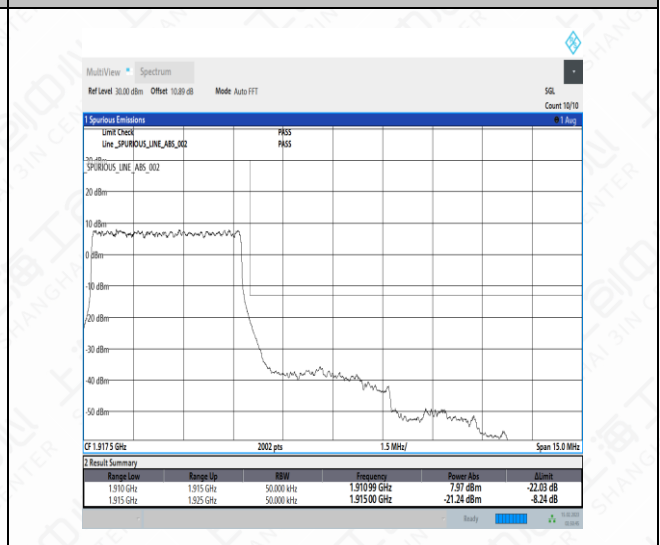 MultiView Spectrum
Ref Level 30.00 dBm Offset 10.89 dB Mode Auto FFT SGL
Count 10/10
1 Spurious Emissions 1 Avg
Limit Check PASS
Line _SPURIOUS_LINE_ABS_002 PASS
_SPURIOUS_LINE_ABS_002
20 dBm
10 dBm
0 dBm
-10 dBm
-20 dBm
-30 dBm
-40 dBm
-50 dBm
CF 1.917 5 GHz 2002 pts 1.5 MHz/ Span 15.0 MHz
2 Result Summary
Range Low Range Up RBW Frequency Power Abs ΔLimit
1.910 GHz 1.915 GHz 50.000 kHz 1.91099 GHz 7.97 dBm -22.03 dB
1.915 GHz 1.925 GHz 50.000 kHz 1.91500 GHz -21.24 dBm -8.24 dB
Ready